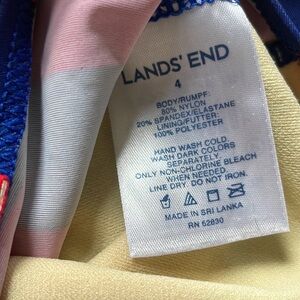 LANDS' END
4
BODY/RUMPF:
80% NYLON
20% SPANDEX/ELASTANE
LINING/FUTTER:
100% POLYESTER
HAND WASH COLD
WASH DARK COLORS
SEPARATELY.
ONLY NON-CHLORINE BLEACH
WHEN NEEDED
LINE DRY. DO NOT IRON.
MADE IN SRI LANKA
RN 62830